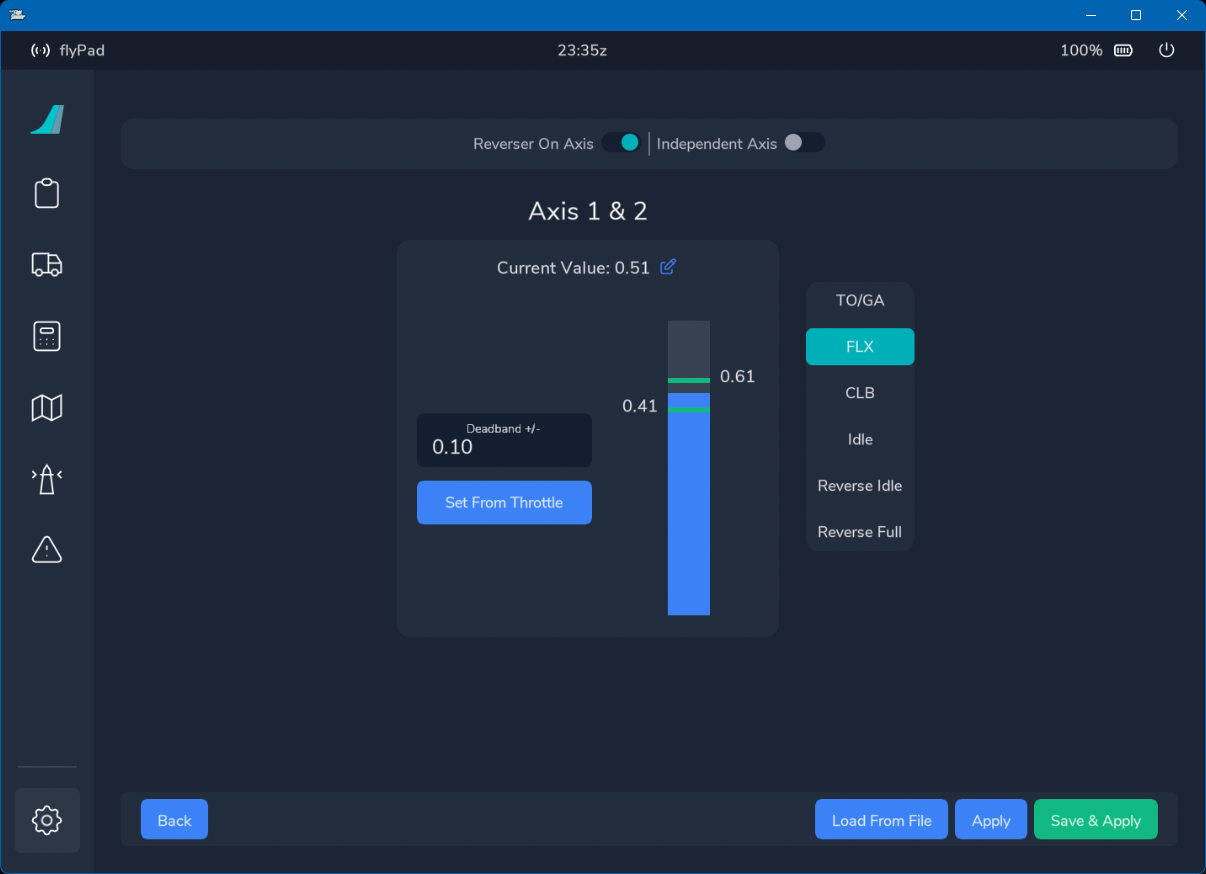 flyPad
23:35z
100%
Reverser On Axis
Independent Axis
Axis 1 & 2
Current Value: 0.51
TO/GA
FLX
CLB
Idle
Reverse Idle
Reverse Full
0.61
0.41
Deadband +/-
0.10
Set From Throttle
Back
Load From File
Apply
Save & Apply